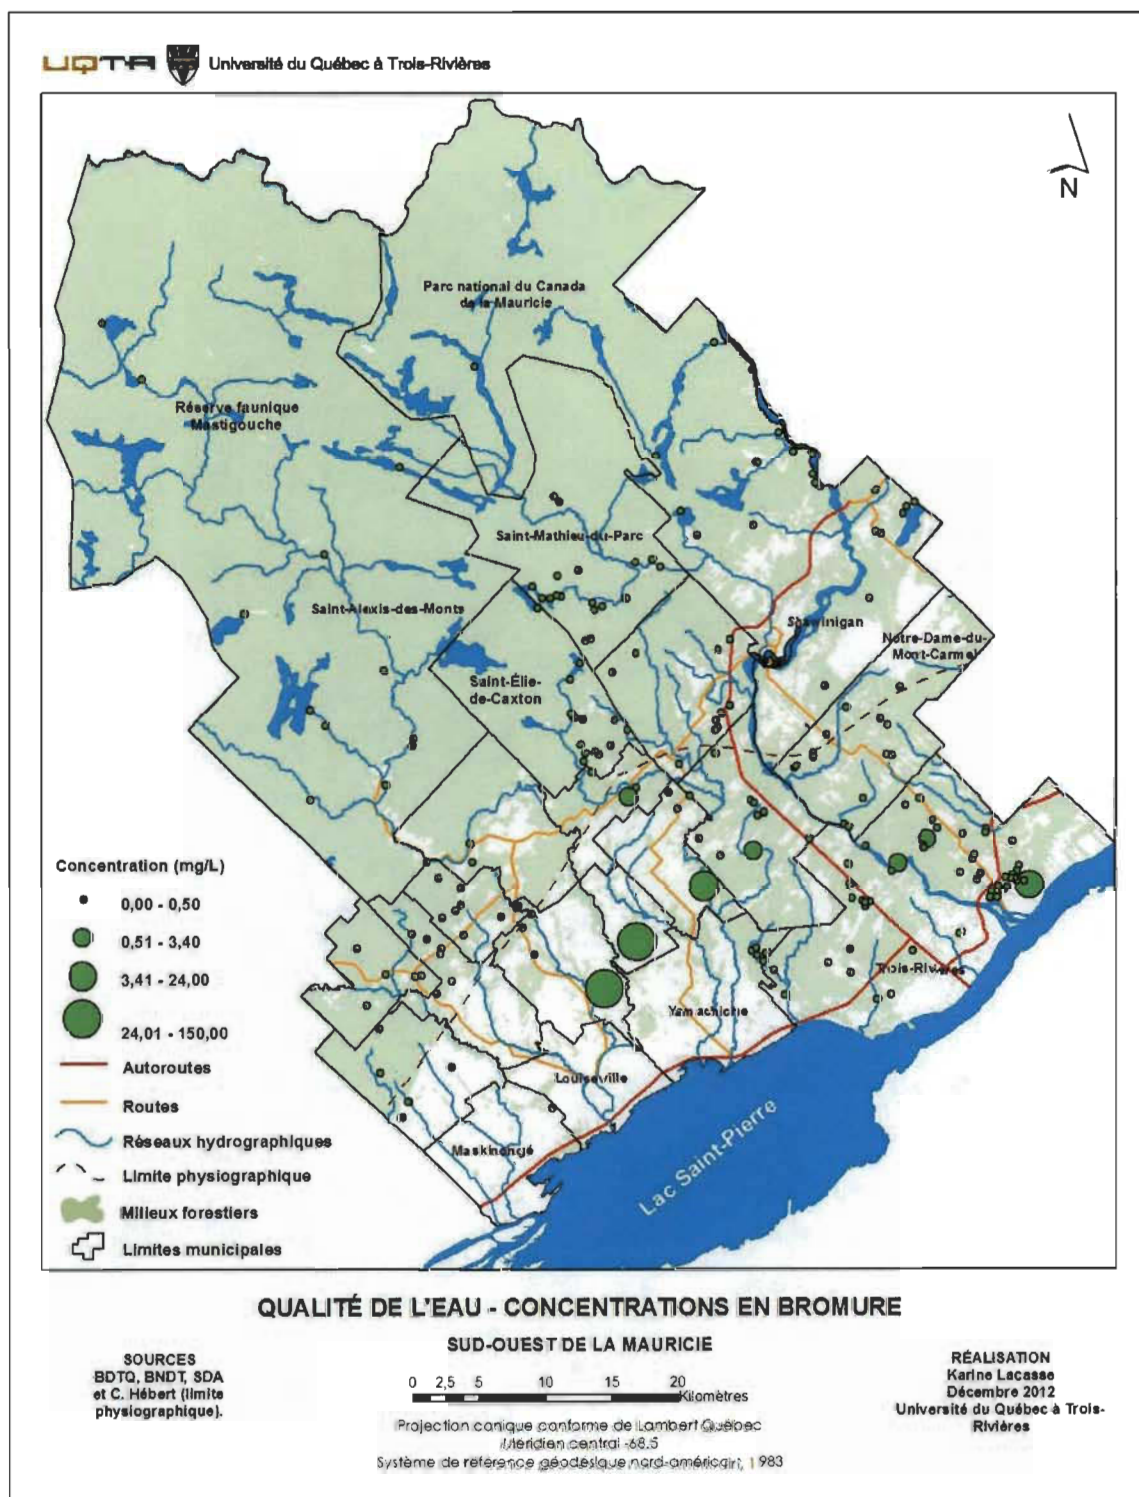 UQTR Université du Québec à Trois-Rivières
N
Parc national du Canada
de la Mauricie
Réserve faunique
Mastigouche
Saint-Mathieu-du-Parc
Saint-Alexis-des-Monts
Shawinigan
Notre-Dame-du-
Mont-Carmel
Saint-Élie-
de-Caxton
Trois-Rivières
Yamachiche
Louiseville
Maskinongé
Lac Saint-Pierre
Concentration (mg/L)
0,00 - 0,50
0,51 - 3,40
3,41 - 24,00
24,01 - 150,00
Autoroutes
Routes
Réseaux hydrographiques
Limite physiographique
Milieux forestiers
Limites municipales
QUALITÉ DE L'EAU - CONCENTRATIONS EN BROMURE
SUD-OUEST DE LA MAURICIE
SOURCES
BDTQ, BNDT, SDA
et C. Hébert (limite
physiographique).
0 2,5 5 10 15 20
Kilomètres
Projection conique conforme de Lambert Québec
Méridien central -68.5
Système de référence géodésique nord-américain, 1983
RÉALISATION
Karine Lacasse
Décembre 2012
Université du Québec à Trois-
Rivières